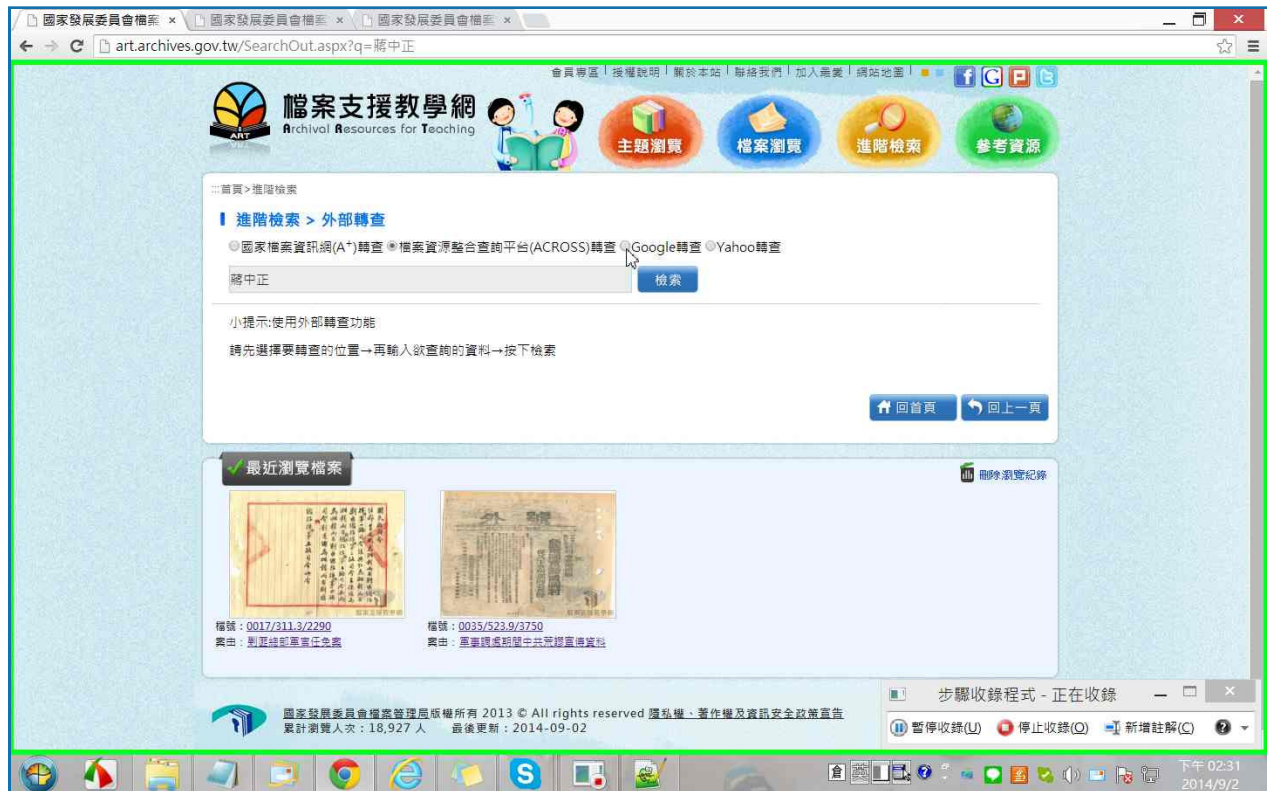 國家發展委員會檔案 × 國家發展委員會檔案 × 國家發展委員會檔案 ×
art.archives.gov.tw/SearchOut.aspx?q=蔣中正
會員專區 | 授權說明 | 關於本站 | 聯絡我們 | 加入最愛 | 網站地圖 |
檔案支援教學網
Archival Resources for Teaching
ART
主題瀏覽 檔案瀏覽 進階檢索 參考資源
:::首頁>進階檢索
進階檢索 > 外部轉查
國家檔案資訊網(A⁺)轉查 檔案資源整合查詢平台(ACROSS)轉查 Google轉查 Yahoo轉查
蔣中正 檢索
小提示:使用外部轉查功能
請先選擇要轉查的位置→再輸入欲查詢的資料→按下檢索
回首頁 回上一頁
最近瀏覽檔案 刪除瀏覽紀錄
外 號
檔號：0017/311.3/2290 檔號：0035/523.9/3750
案由：剿匪總部軍官任免案 案由：軍事調處期間中共荒謬宣傳資料
步驟收錄程式 - 正在收錄
國家發展委員會檔案管理局版權所有 2013 © All rights reserved 隱私權、著作權及資訊安全政策宣告
累計瀏覽人次：18,927 人 最後更新：2014-09-02
暫停收錄(U) 停止收錄(O) 新增註解(C)
倉 英 下午 02:31
2014/9/2